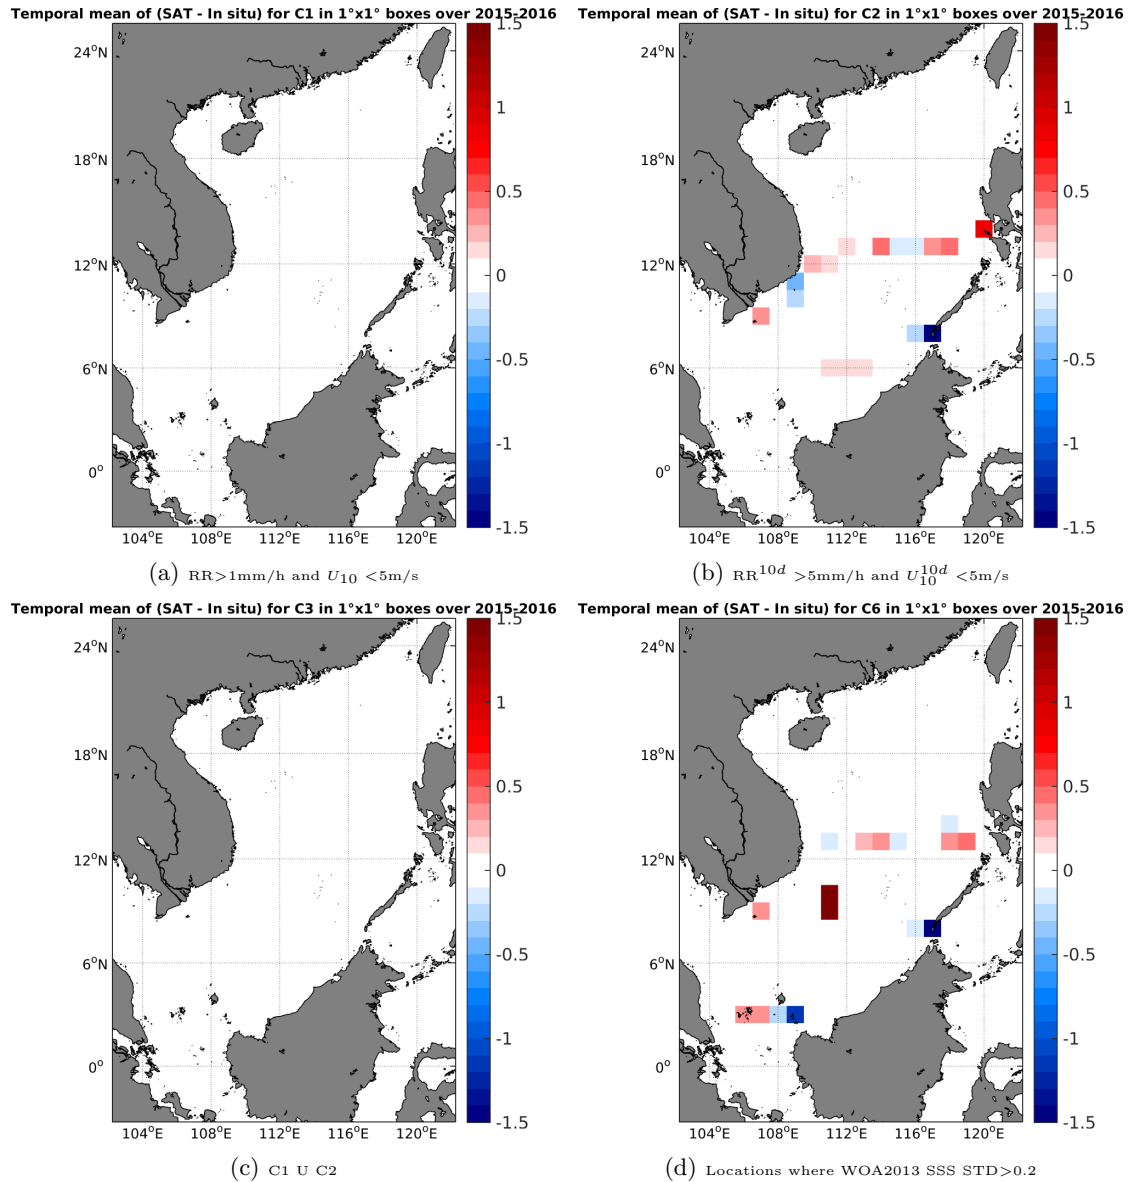 Temporal mean of (SAT - In situ) for C1 in 1°x1° boxes over 2015-2016
24°N
18°N
12°N
6°N
0°
104°E 108°E 112°E 116°E 120°E
1.5
1
0.5
0
-0.5
-1
-1.5
(a) RR>1mm/h and U10 <5m/s
Temporal mean of (SAT - In situ) for C2 in 1°x1° boxes over 2015-2016
24°N
18°N
12°N
6°N
0°
104°E 108°E 112°E 116°E 120°E
1.5
1
0.5
0
-0.5
-1
-1.5
(b) RR^10d >5mm/h and U10^10d <5m/s
Temporal mean of (SAT - In situ) for C3 in 1°x1° boxes over 2015-2016
24°N
18°N
12°N
6°N
0°
104°E 108°E 112°E 116°E 120°E
1.5
1
0.5
0
-0.5
-1
-1.5
(c) C1 U C2
Temporal mean of (SAT - In situ) for C6 in 1°x1° boxes over 2015-2016
24°N
18°N
12°N
6°N
0°
104°E 108°E 112°E 116°E 120°E
1.5
1
0.5
0
-0.5
-1
-1.5
(d) Locations where WOA2013 SSS STD>0.2